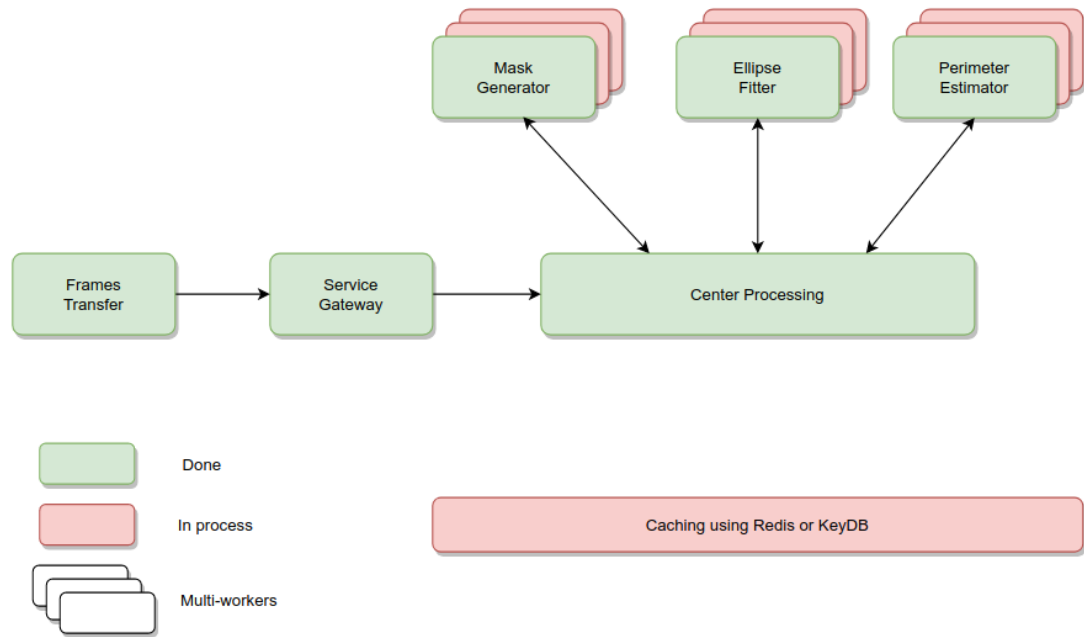 Mask
Generator
Ellipse
Fitter
Perimeter
Estimator
Frames
Transfer
Service
Gateway
Center Processing
Done
In process
Caching using Redis or KeyDB
Multi-workers